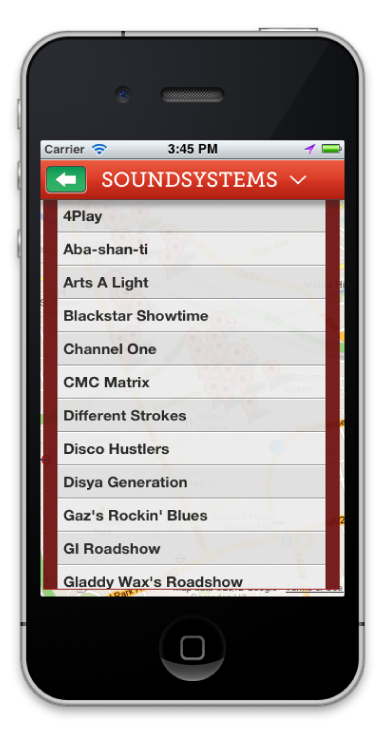 Carrier 3:45 PM
SOUNDSYSTEMS
4Play
Aba-shan-ti
Arts A Light
Blackstar Showtime
Channel One
CMC Matrix
Different Strokes
Disco Hustlers
Disya Generation
Gaz's Rockin' Blues
GI Roadshow
Gladdy Wax's Roadshow